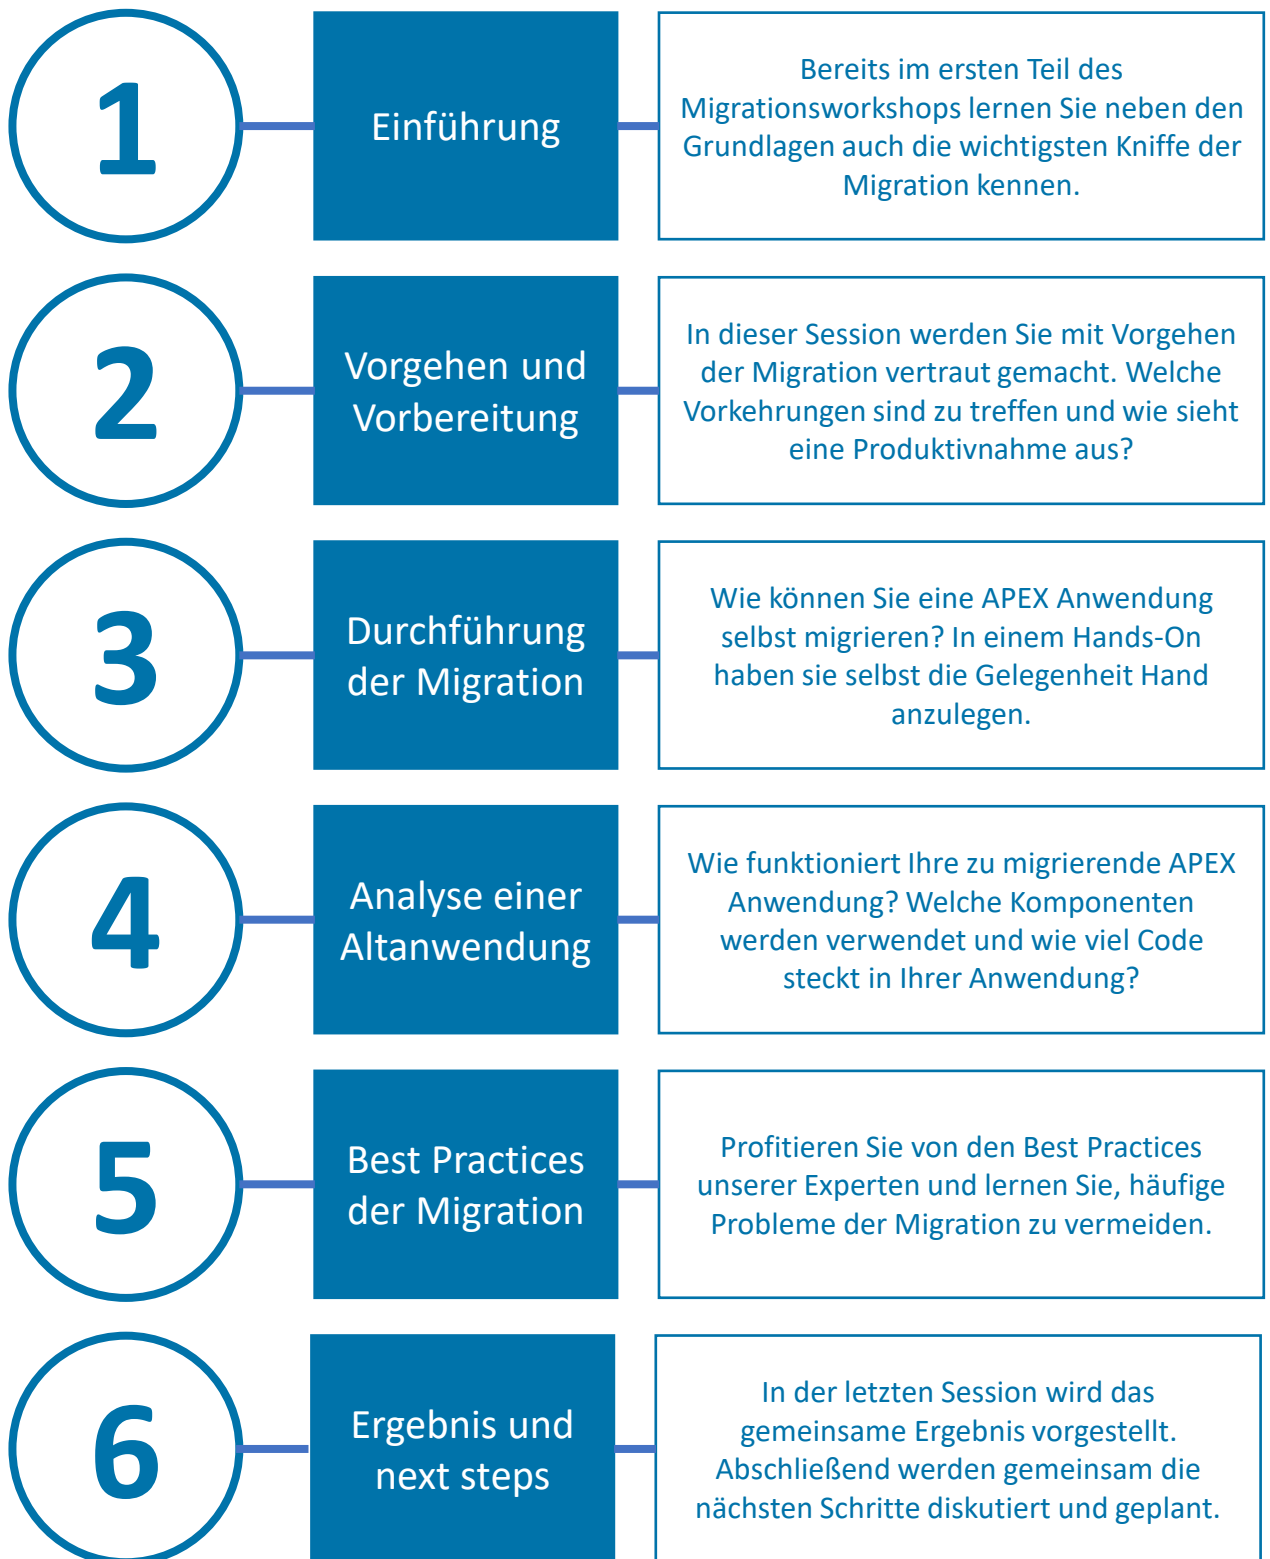 1
Einführung
Bereits im ersten Teil des
Migrationsworkshops lernen Sie neben den
Grundlagen auch die wichtigsten Kniffe der
Migration kennen.
2
Vorgehen und
Vorbereitung
In dieser Session werden Sie mit Vorgehen
der Migration vertraut gemacht. Welche
Vorkehrungen sind zu treffen und wie sieht
eine Produktivnahme aus?
3
Durchführung
der Migration
Wie können Sie eine APEX Anwendung
selbst migrieren? In einem Hands-On
haben sie selbst die Gelegenheit Hand
anzulegen.
4
Analyse einer
Altanwendung
Wie funktioniert Ihre zu migrierende APEX
Anwendung? Welche Komponenten
werden verwendet und wie viel Code
steckt in Ihrer Anwendung?
5
Best Practices
der Migration
Profitieren Sie von den Best Practices
unserer Experten und lernen Sie, häufige
Probleme der Migration zu vermeiden.
6
Ergebnis und
next steps
In der letzten Session wird das
gemeinsame Ergebnis vorgestellt.
Abschließend werden gemeinsam die
nächsten Schritte diskutiert und geplant.